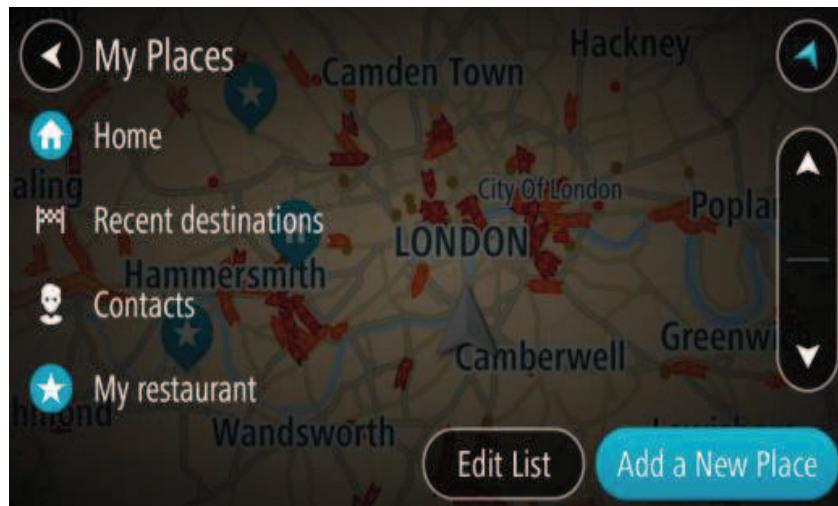 My Places
Hackney
Camden Town
Home
aling
City Of London
Recent destinations
Popla
LONDON
Hammersmith
Contacts
Greenwi
Camberwell
My restaurant
hmond
Wandsworth
Edit List
Add a New Place